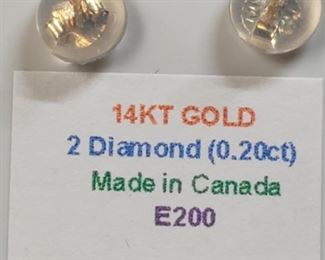 14KT GOLD
2 Diamond (0.20ct)
Made in Canada
E200